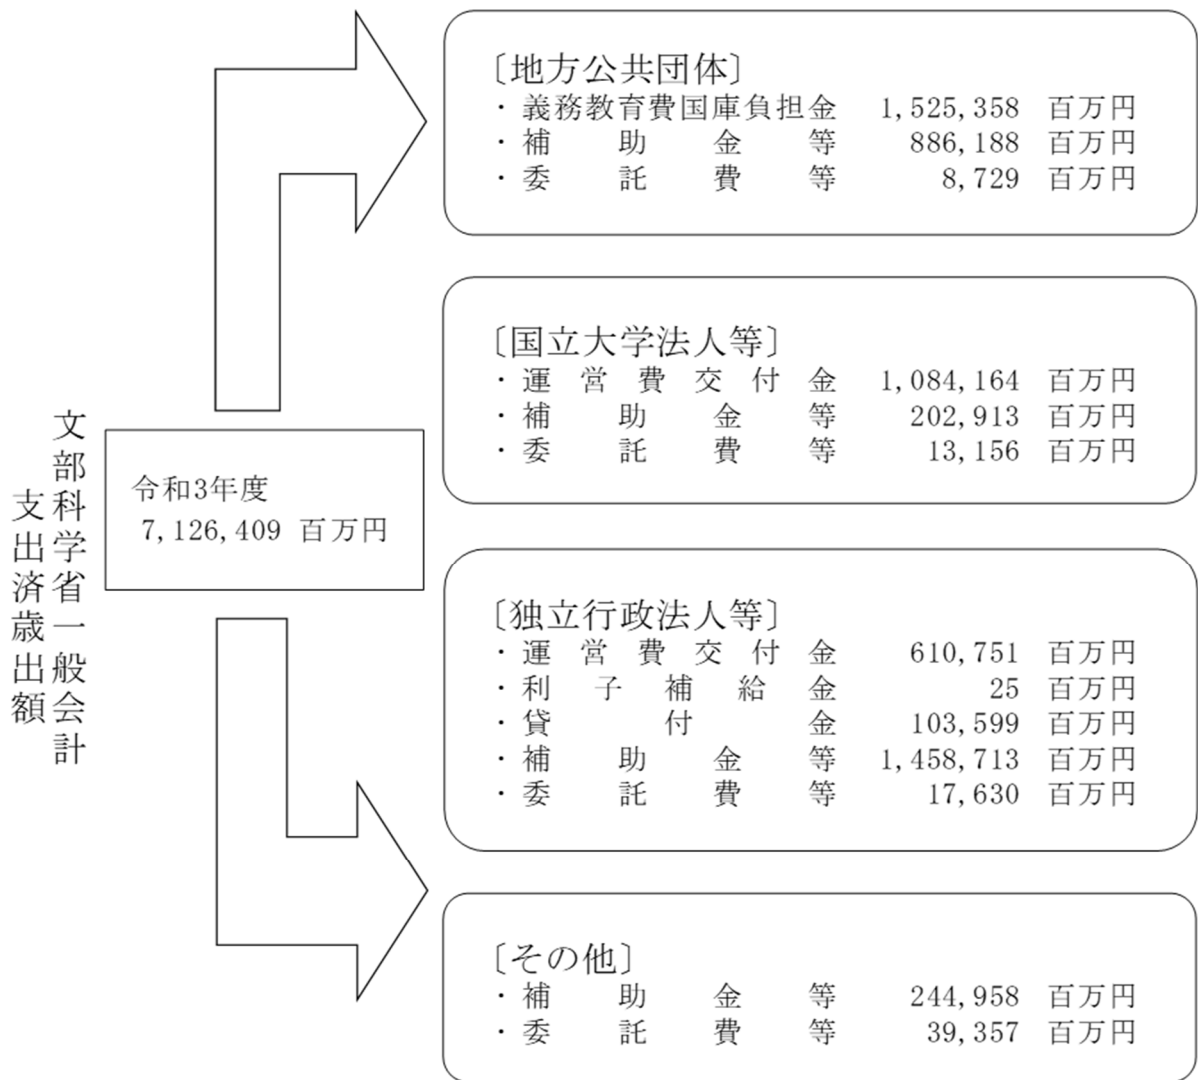 文部科学省一般会計
支出済歳出額
令和3年度
7,126,409 百万円
〔地方公共団体〕
・義務教育費国庫負担金 1,525,358 百万円
・補助金等 886,188 百万円
・委託費等 8,729 百万円
〔国立大学法人等〕
・運営費交付金 1,084,164 百万円
・補助金等 202,913 百万円
・委託費等 13,156 百万円
〔独立行政法人等〕
・運営費交付金 610,751 百万円
・利子補給金 25 百万円
・貸付金 103,599 百万円
・補助金等 1,458,713 百万円
・委託費等 17,630 百万円
〔その他〕
・補助金等 244,958 百万円
・委託費等 39,357 百万円